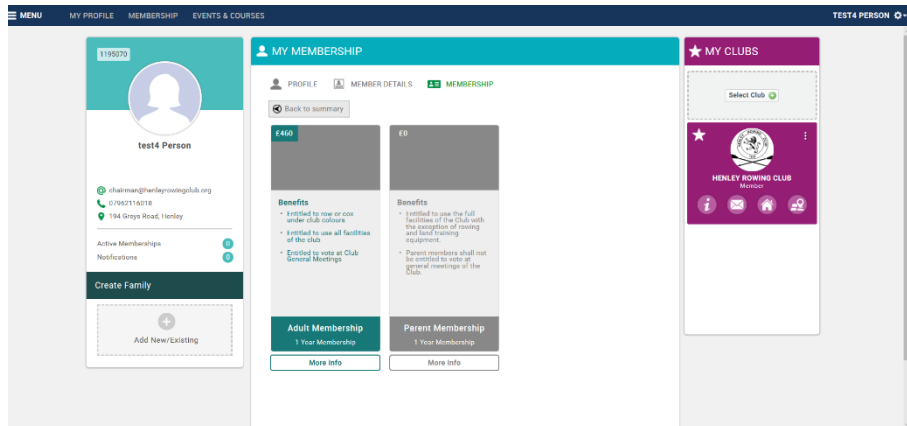 MENU
MY PROFILE
MEMBERSHIP
EVENTS & COURSES
TEST4 PERSON
1195070
test4 Person
chairman@henleyrowingclub.org
07962116018
194 Greys Road, Henley
Active Memberships 0
Notifications 0
Create Family
Add New/Existing
MY MEMBERSHIP
PROFILE
MEMBER DETAILS
MEMBERSHIP
Back to summary
£460
Benefits
Entitled to row or cox
under club colours
Entitled to use all facilities
of the club
Entitled to vote at Club
General Meetings
Adult Membership
1 Year Membership
More Info
£0
Benefits
Entitled to use the full
facilities of the Club with
the exception of rowing
and land training
equipment.
Parent members shall not
be entitled to vote at
general meetings of the
Club.
Parent Membership
1 Year Membership
More Info
MY CLUBS
Select Club
HENLEY ROWING CLUB
Member